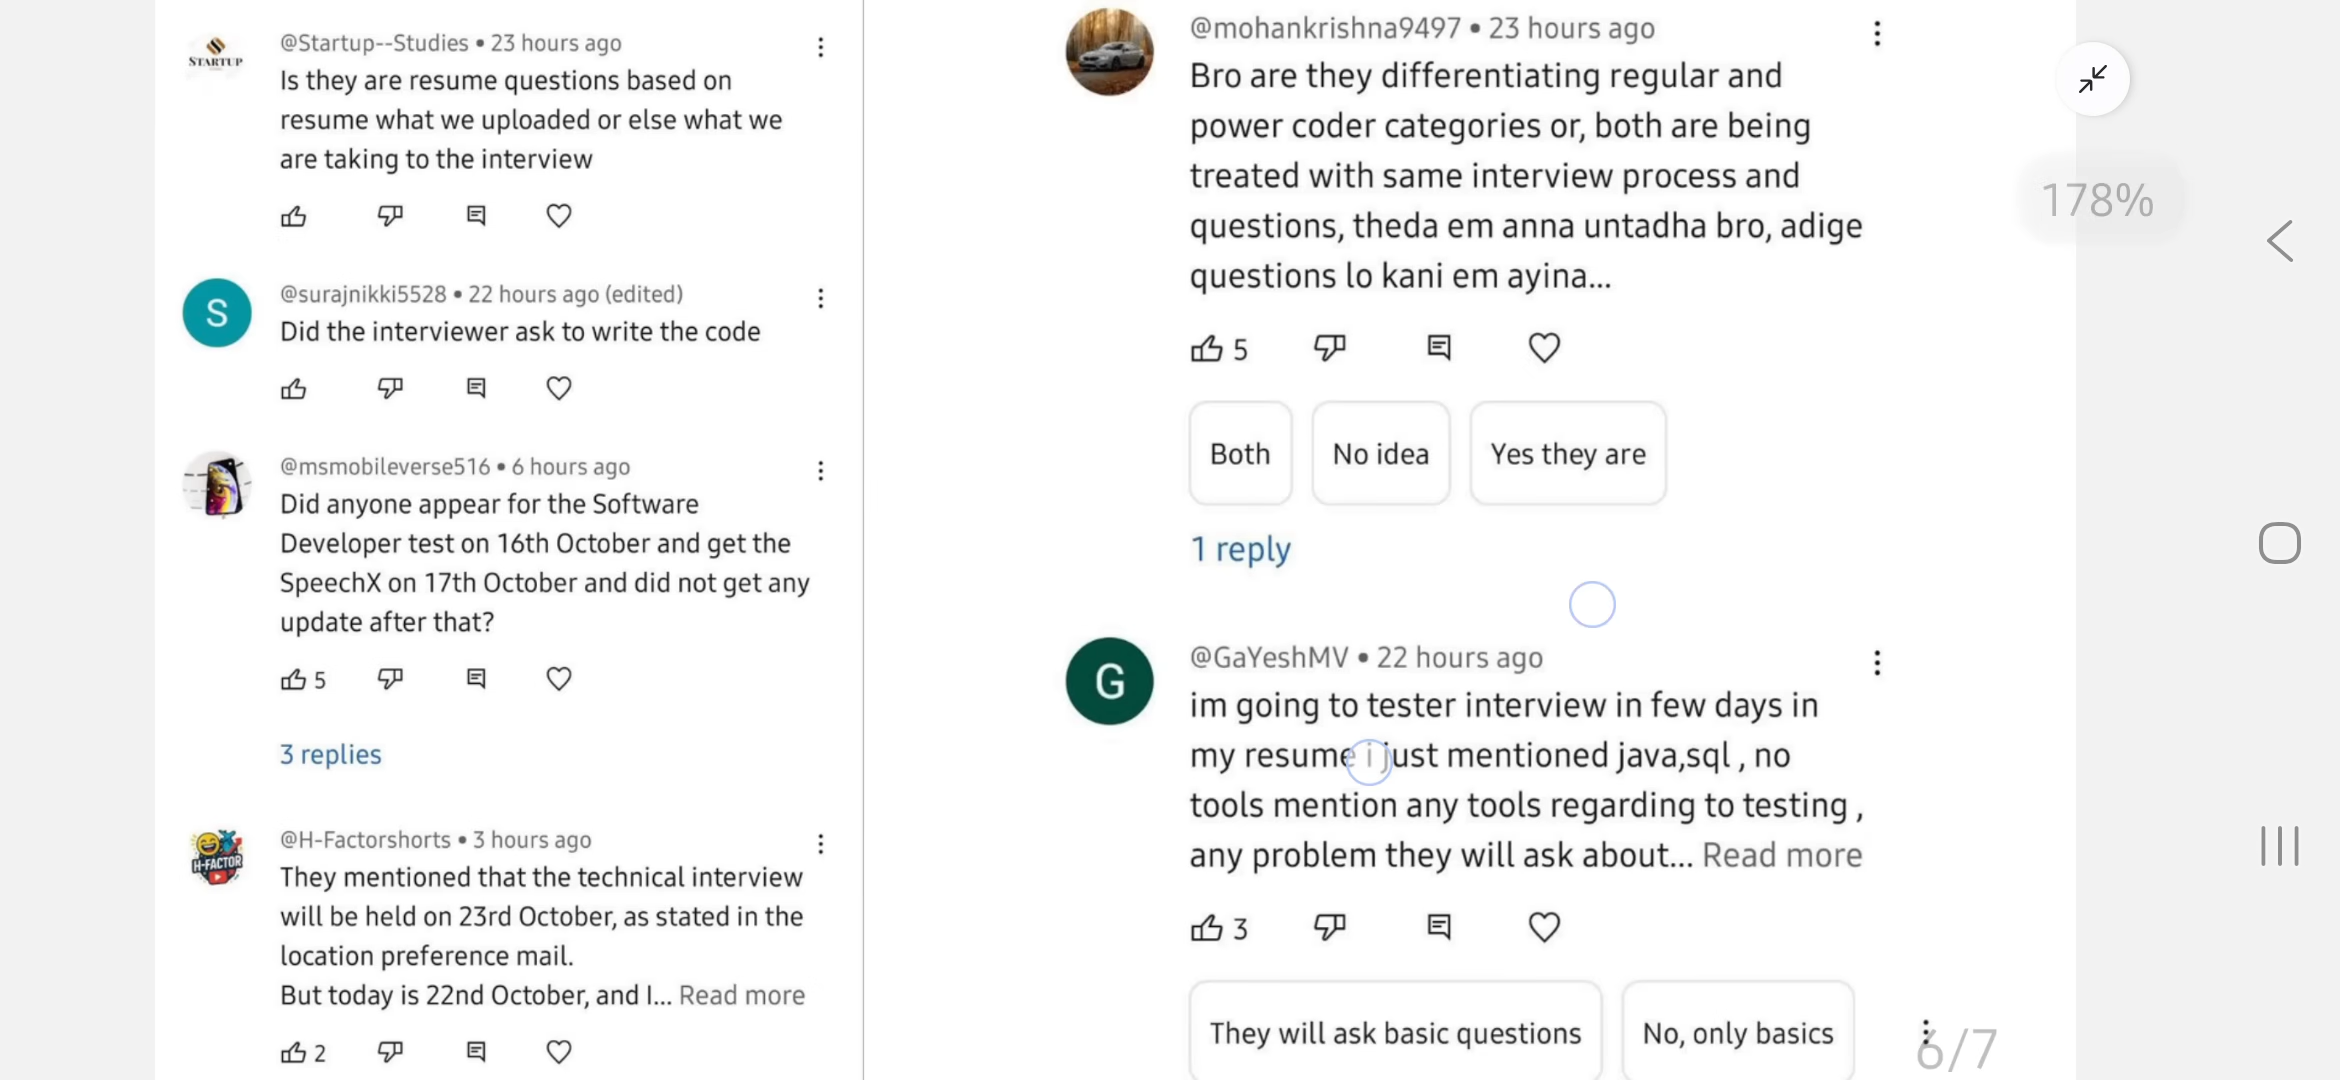 STARTUP
@Startup--Studies • 23 hours ago
Is they are resume questions based on
resume what we uploaded or else what we
are taking to the interview
S
@surajnikki5528 • 22 hours ago (edited)
Did the interviewer ask to write the code
@msmobileverse516 • 6 hours ago
Did anyone appear for the Software
Developer test on 16th October and get the
SpeechX on 17th October and did not get any
update after that?
5
3 replies
H-FACTOR
@H-Factorshorts • 3 hours ago
They mentioned that the technical interview
will be held on 23rd October, as stated in the
location preference mail.
But today is 22nd October, and I... Read more
2
@mohankrishna9497 • 23 hours ago
Bro are they differentiating regular and
power coder categories or, both are being
treated with same interview process and
questions, theda em anna untadha bro, adige
questions lo kani em ayina...
5
Both No idea Yes they are
1 reply
G
@GaYeshMV • 22 hours ago
im going to tester interview in few days in
my resume i just mentioned java,sql , no
tools mention any tools regarding to testing ,
any problem they will ask about... Read more
3
They will ask basic questions No, only basics
178%
6/7